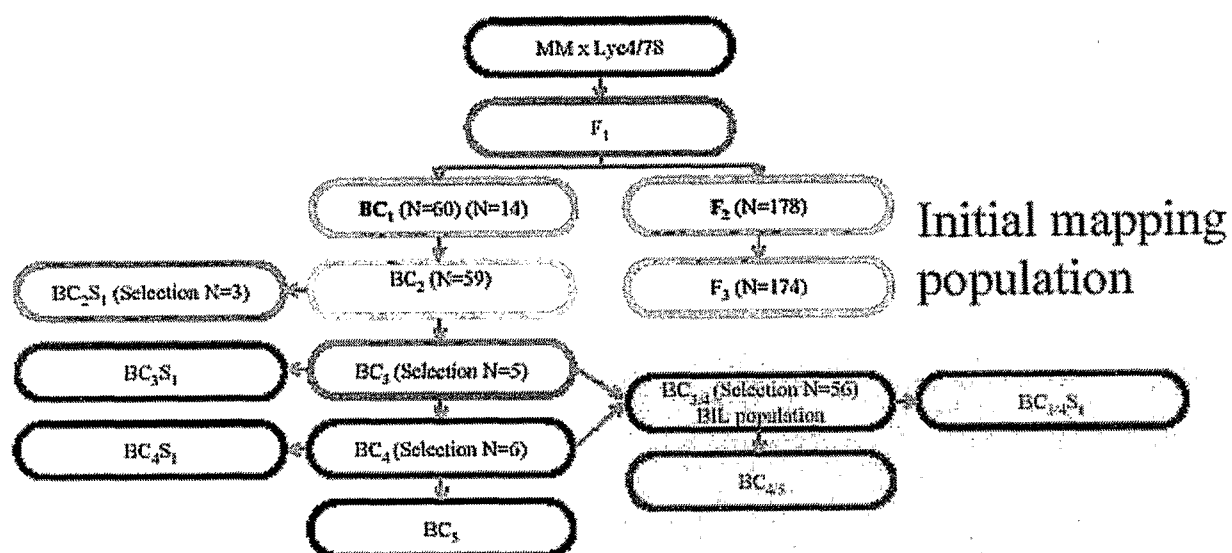 MM x Lyc4/78
F₁
BC₁ (N=60) (N=14)
F₂ (N=178)
Initial mapping
population
BC₂S₁ (Selection N=3)
BC₂ (N=59)
F₃ (N=174)
BC₃S₁
BC₃ (Selection N=5)
BC₃/₄ (Selection N=56)
BIL population
BC₃/₄S₁
BC₄S₁
BC₄ (Selection N=6)
BC₄/₅
BC₅